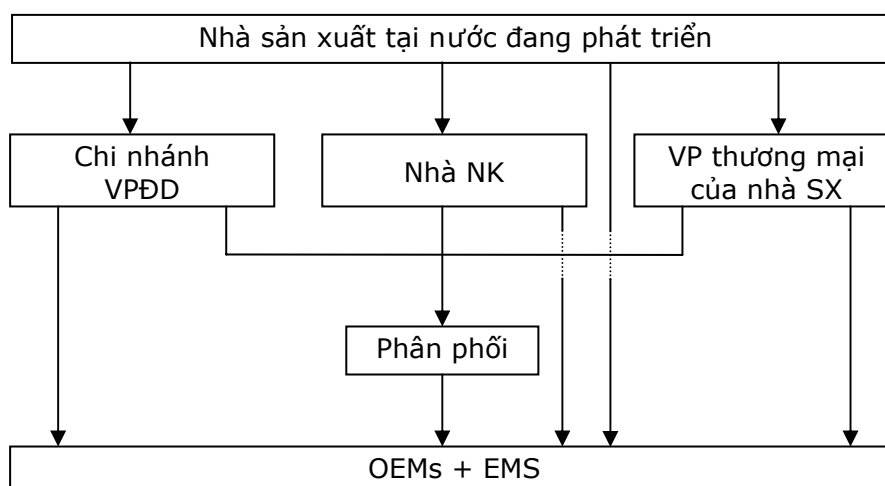 Nhà sản xuất tại nước đang phát triển
Chi nhánh
VPĐD
Nhà NK
VP thương mại
của nhà SX
Phân phối
OEMs + EMS